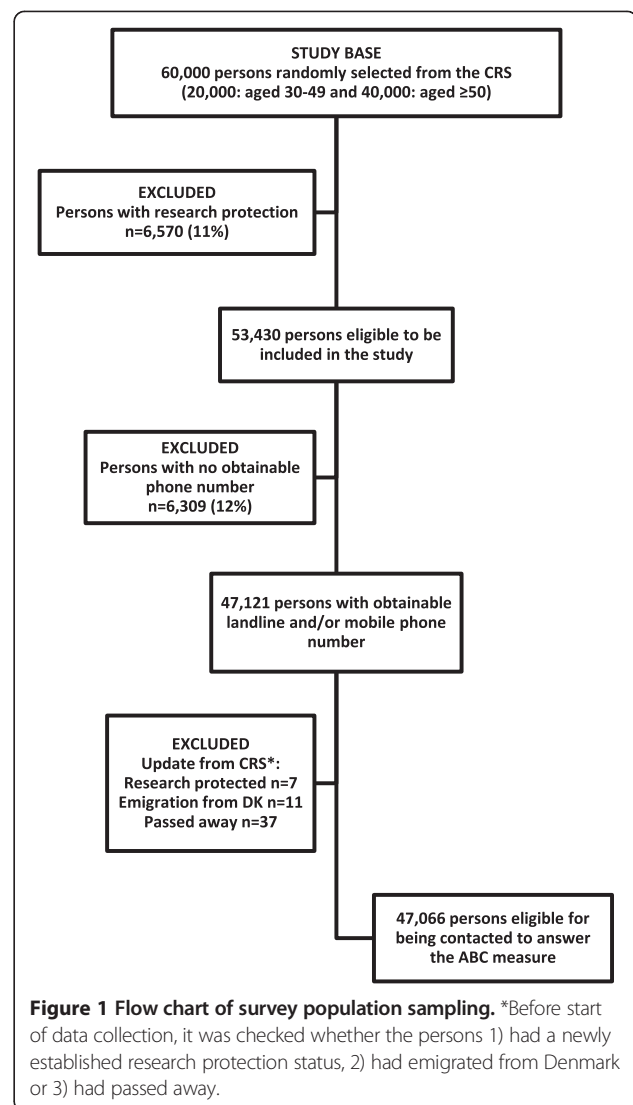 STUDY BASE
60,000 persons randomly selected from the CRS
(20,000: aged 30-49 and 40,000: aged ≥50)
EXCLUDED
Persons with research protection
n=6,570 (11%)
53,430 persons eligible to be
included in the study
EXCLUDED
Persons with no obtainable
phone number
n=6,309 (12%)
47,121 persons with obtainable
landline and/or mobile phone
number
EXCLUDED
Update from CRS*:
Research protected n=7
Emigration from DK n=11
Passed away n=37
47,066 persons eligible for
being contacted to answer
the ABC measure
Figure 1 Flow chart of survey population sampling. *Before start
of data collection, it was checked whether the persons 1) had a newly
established research protection status, 2) had emigrated from Denmark
or 3) had passed away.